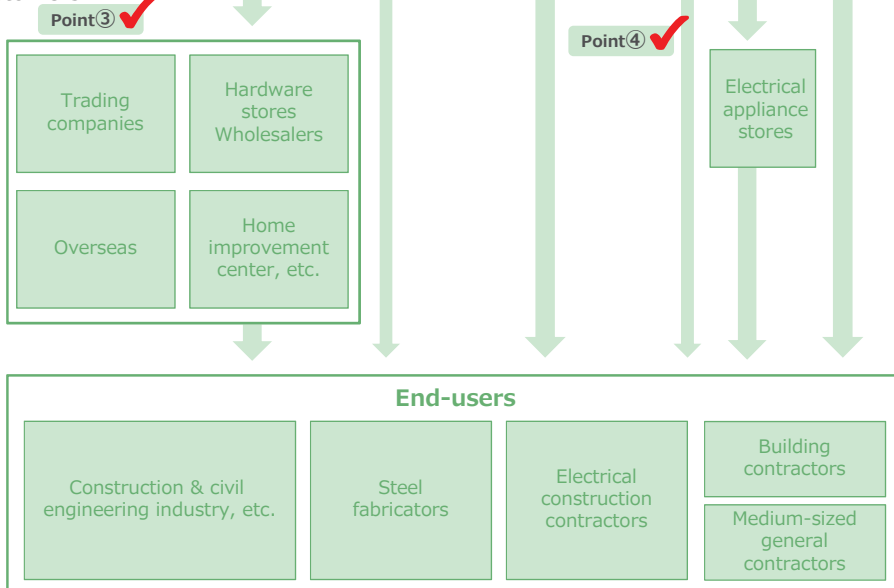 Point③
Point④
Trading
companies
Hardware
stores
Wholesalers
Electrical
appliance
stores
Overseas
Home
improvement
center, etc.
End-users
Construction & civil
engineering industry, etc.
Steel
fabricators
Electrical
construction
contractors
Building
contractors
Medium-sized
general
contractors